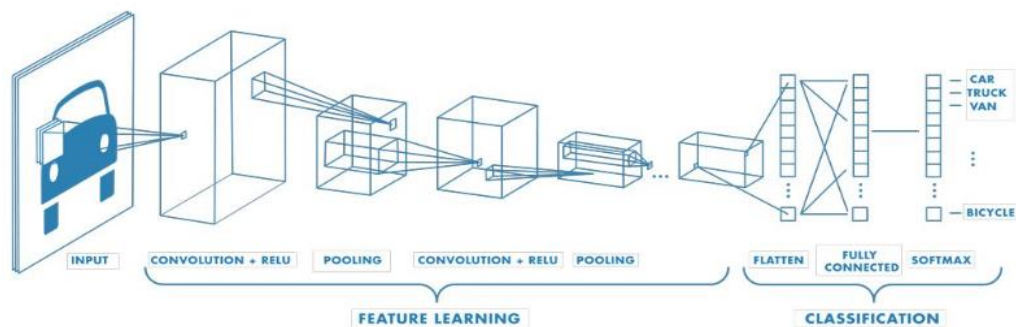 CAR
TRUCK
VAN
BICYCLE
INPUT
CONVOLUTION + RELU
POOLING
CONVOLUTION + RELU
POOLING
FLATTEN
FULLY
CONNECTED
SOFTMAX
FEATURE LEARNING
CLASSIFICATION